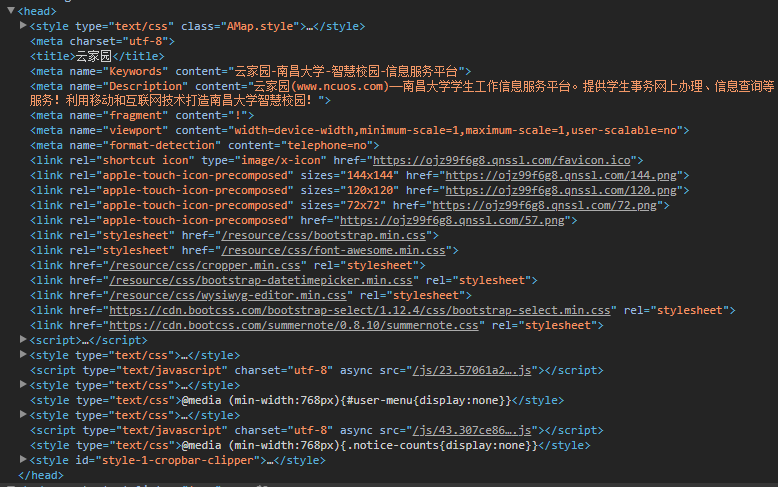 ▼<head>
▶<style type="text/css" class="AMap.style">…</style>
<meta charset="utf-8">
<title>云家园</title>
<meta name="Keywords" content="云家园-南昌大学-智慧校园-信息服务平台">
<meta name="Description" content="云家园(www.ncuos.com)——南昌大学学生工作信息服务平台。提供学生事务网上办理、信息查询等
服务！利用移动和互联网技术打造南昌大学智慧校园！">
<meta name="fragment" content="!">
<meta name="viewport" content="width=device-width,minimum-scale=1,maximum-scale=1,user-scalable=no">
<meta name="format-detection" content="telephone=no">
<link rel="shortcut icon" type="image/x-icon" href="https://ojz99f6g8.qnssl.com/favicon.ico">
<link rel="apple-touch-icon-precomposed" sizes="144x144" href="https://ojz99f6g8.qnssl.com/144.png">
<link rel="apple-touch-icon-precomposed" sizes="120x120" href="https://ojz99f6g8.qnssl.com/120.png">
<link rel="apple-touch-icon-precomposed" sizes="72x72" href="https://ojz99f6g8.qnssl.com/72.png">
<link rel="apple-touch-icon-precomposed" href="https://ojz99f6g8.qnssl.com/57.png">
<link rel="stylesheet" href="/resource/css/bootstrap.min.css">
<link rel="stylesheet" href="/resource/css/font-awesome.min.css">
<link href="/resource/css/cropper.min.css" rel="stylesheet">
<link href="/resource/css/bootstrap-datetimepicker.min.css" rel="stylesheet">
<link href="/resource/css/wysiwyg-editor.min.css" rel="stylesheet">
<link href="https://cdn.bootcss.com/bootstrap-select/1.12.4/css/bootstrap-select.min.css" rel="stylesheet">
<link href="https://cdn.bootcss.com/summernote/0.8.10/summernote.css" rel="stylesheet">
▶<script>…</script>
▶<style type="text/css">…</style>
<script type="text/javascript" charset="utf-8" async src="/js/23.57061a2….js"></script>
▶<style type="text/css">…</style>
<style type="text/css">@media (min-width:768px){#user-menu{display:none}}</style>
▶<style type="text/css">…</style>
<script type="text/javascript" charset="utf-8" async src="/js/43.307ce86….js"></script>
<style type="text/css">@media (min-width:768px){.notice-counts{display:none}}</style>
▶<style id="style-1-cropbar-clipper">…</style>
</head>